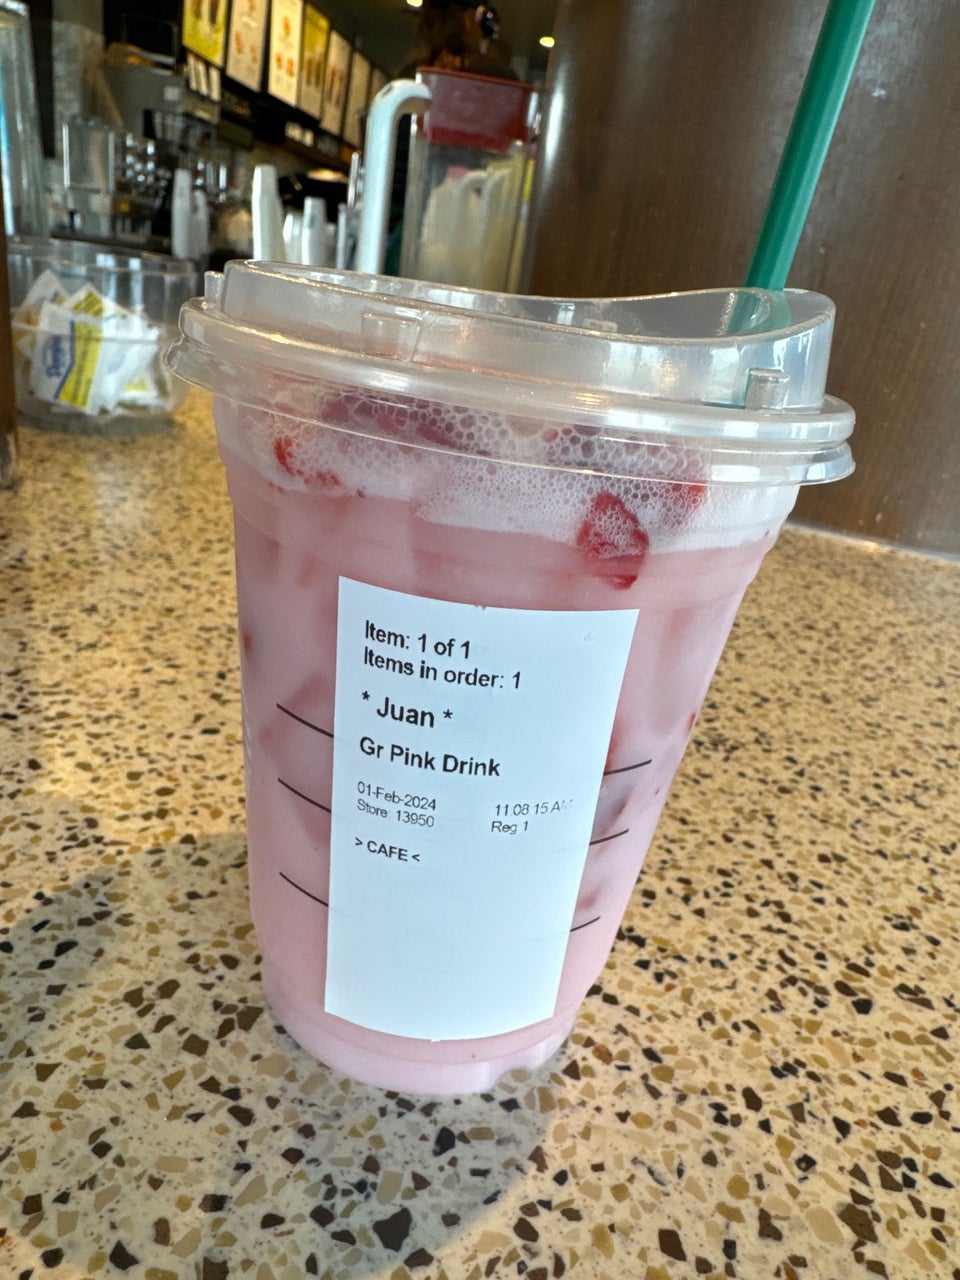 Item: 1 of 1
Items in order: 1
* Juan *
Gr Pink Drink
01-Feb-2024 11:08:15 AM
Store: 13950 Reg 1
> CAFE <